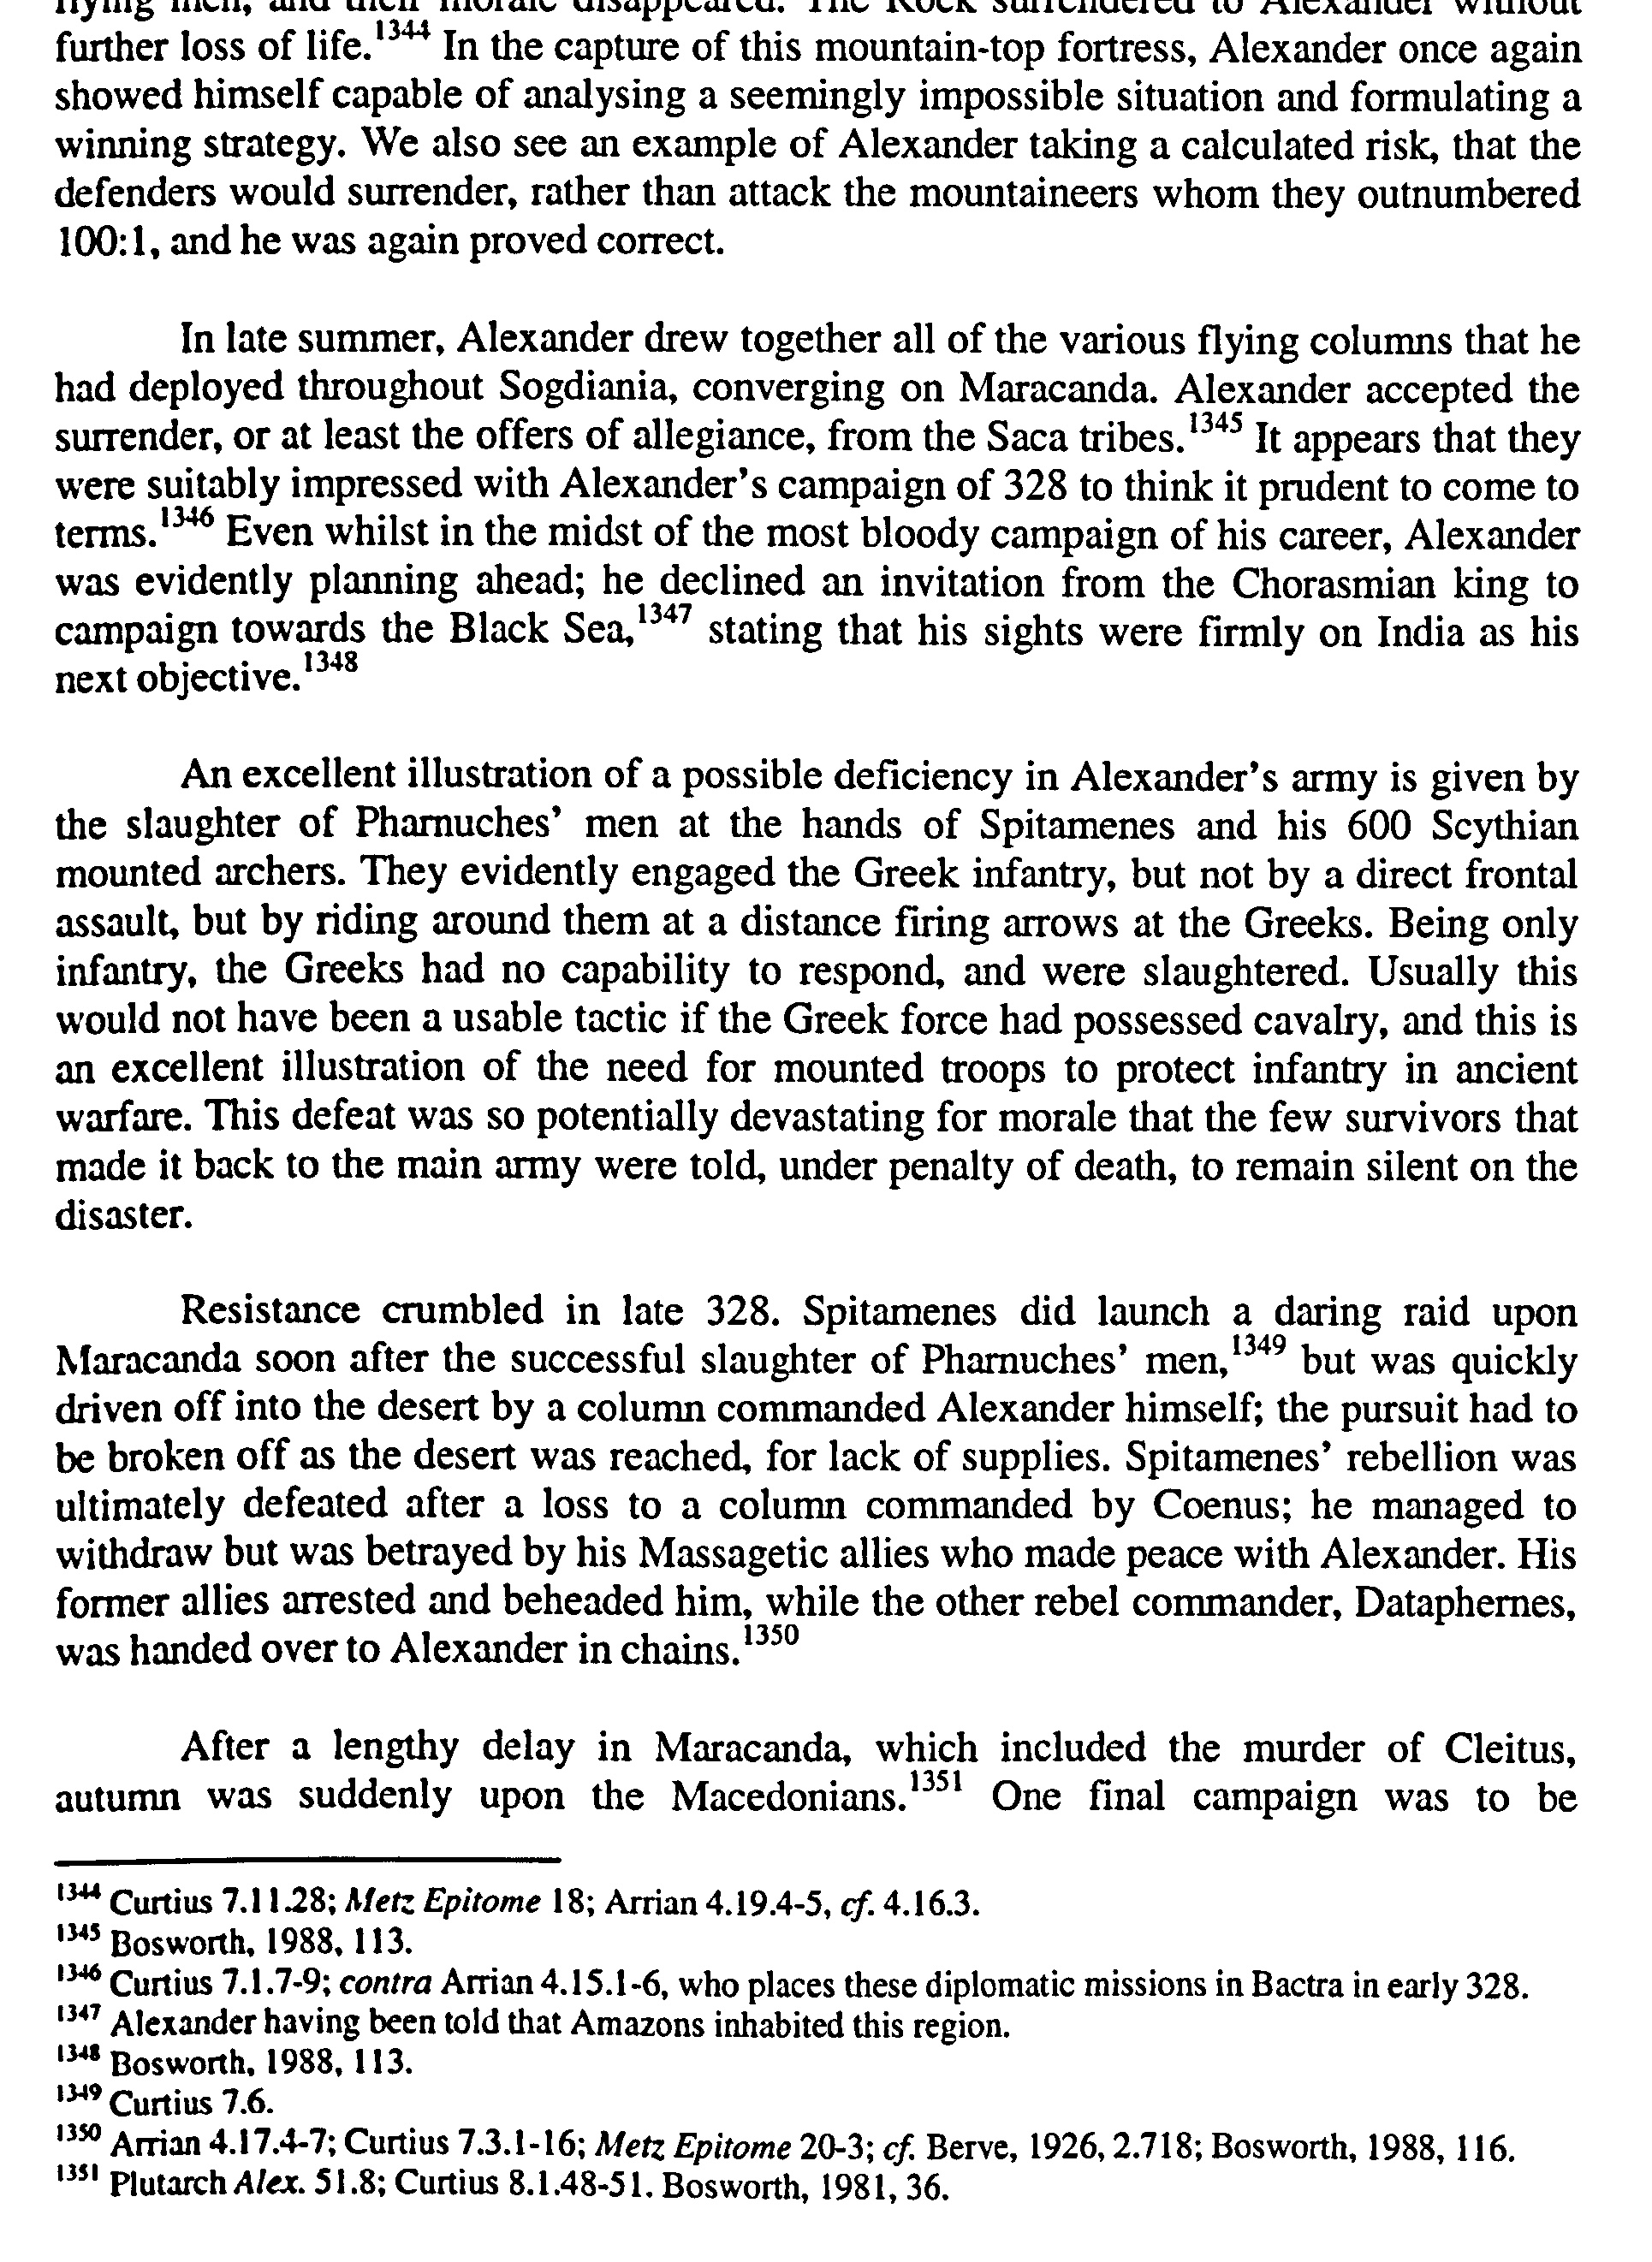 flying men, and their morale disappeared. The Rock surrendered to Alexander without
further loss of life.1344 In the capture of this mountain-top fortress, Alexander once again
showed himself capable of analysing a seemingly impossible situation and formulating a
winning strategy. We also see an example of Alexander taking a calculated risk, that the
defenders would surrender, rather than attack the mountaineers whom they outnumbered
100:1, and he was again proved correct.
In late summer, Alexander drew together all of the various flying columns that he
had deployed throughout Sogdiania, converging on Maracanda. Alexander accepted the
surrender, or at least the offers of allegiance, from the Saca tribes.1345 It appears that they
were suitably impressed with Alexander's campaign of 328 to think it prudent to come to
terms.1346 Even whilst in the midst of the most bloody campaign of his career, Alexander
was evidently planning ahead; he declined an invitation from the Chorasmian king to
campaign towards the Black Sea,1347 stating that his sights were firmly on India as his
next objective.1348
An excellent illustration of a possible deficiency in Alexander's army is given by
the slaughter of Pharnuches' men at the hands of Spitamenes and his 600 Scythian
mounted archers. They evidently engaged the Greek infantry, but not by a direct frontal
assault, but by riding around them at a distance firing arrows at the Greeks. Being only
infantry, the Greeks had no capability to respond, and were slaughtered. Usually this
would not have been a usable tactic if the Greek force had possessed cavalry, and this is
an excellent illustration of the need for mounted troops to protect infantry in ancient
warfare. This defeat was so potentially devastating for morale that the few survivors that
made it back to the main army were told, under penalty of death, to remain silent on the
disaster.
Resistance crumbled in late 328. Spitamenes did launch a daring raid upon
Maracanda soon after the successful slaughter of Pharnuches' men,1349 but was quickly
driven off into the desert by a column commanded Alexander himself; the pursuit had to
be broken off as the desert was reached, for lack of supplies. Spitamenes' rebellion was
ultimately defeated after a loss to a column commanded by Coenus; he managed to
withdraw but was betrayed by his Massagetic allies who made peace with Alexander. His
former allies arrested and beheaded him, while the other rebel commander, Dataphernes,
was handed over to Alexander in chains.1350
After a lengthy delay in Maracanda, which included the murder of Cleitus,
autumn was suddenly upon the Macedonians.1351 One final campaign was to be
1344 Curtius 7.11.28; Metz Epitome 18; Arrian 4.19.4-5, cf. 4.16.3.
1345 Bosworth, 1988, 113.
1346 Curtius 7.1.7-9; contra Arrian 4.15.1-6, who places these diplomatic missions in Bactra in early 328.
1347 Alexander having been told that Amazons inhabited this region.
1348 Bosworth, 1988, 113.
1349 Curtius 7.6.
1350 Arrian 4.17.4-7; Curtius 7.3.1-16; Metz Epitome 20-3; cf. Berve, 1926, 2.718; Bosworth, 1988, 116.
1351 Plutarch Alex. 51.8; Curtius 8.1.48-51. Bosworth, 1981, 36.